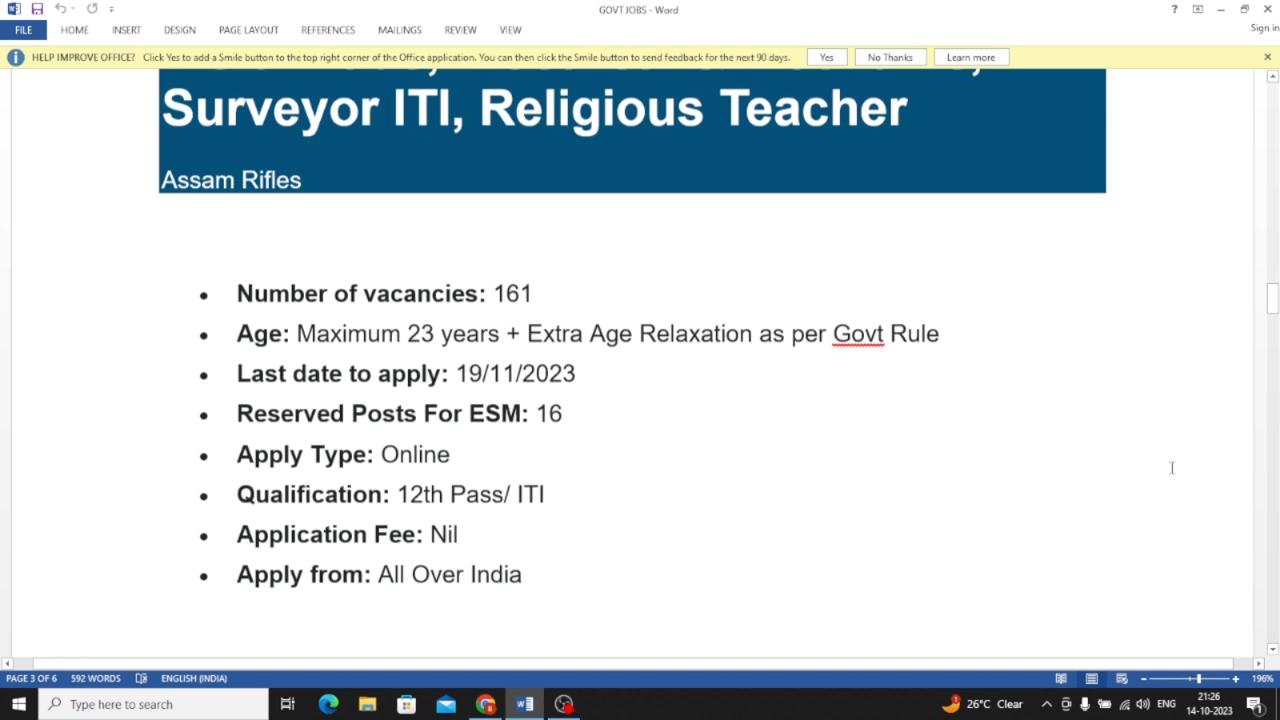 GOVT JOBS - Word
FILE HOME INSERT DESIGN PAGE LAYOUT REFERENCES MAILINGS REVIEW VIEW
Sign in
HELP IMPROVE OFFICE? Click Yes to add a Smile button to the top right corner of the Office application. You can then click the Smile button to send feedback for the next 90 days. Yes No Thanks Learn more
Surveyor ITI, Religious Teacher
Assam Rifles
• Number of vacancies: 161
• Age: Maximum 23 years + Extra Age Relaxation as per Govt Rule
• Last date to apply: 19/11/2023
• Reserved Posts For ESM: 16
• Apply Type: Online
• Qualification: 12th Pass/ ITI
• Application Fee: Nil
• Apply from: All Over India
PAGE 3 OF 6 592 WORDS ENGLISH (INDIA) 196%
Type here to search 26°C Clear ENG 21:26
14-10-2023